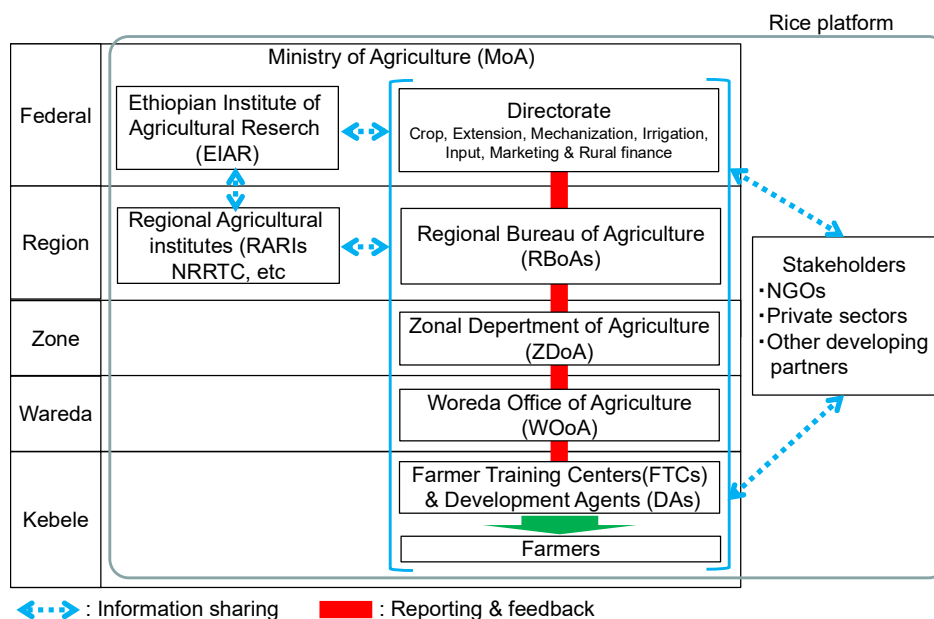 Rice platform
Ministry of Agriculture (MoA)
Federal
Ethiopian Institute of
Agricultural Reserch
(EIAR)
Directorate
Crop, Extension, Mechanization, Irrigation,
Input, Marketing & Rural finance
Region
Regional Agricultural
institutes (RARIs
NRRTC, etc
Regional Bureau of Agriculture
(RBoAs)
Stakeholders
・NGOs
・Private sectors
・Other developing
partners
Zone
Zonal Depertment of Agriculture
(ZDoA)
Wareda
Woreda Office of Agriculture
(WOoA)
Kebele
Farmer Training Centers(FTCs)
& Development Agents (DAs)
Farmers
: Information sharing
: Reporting & feedback